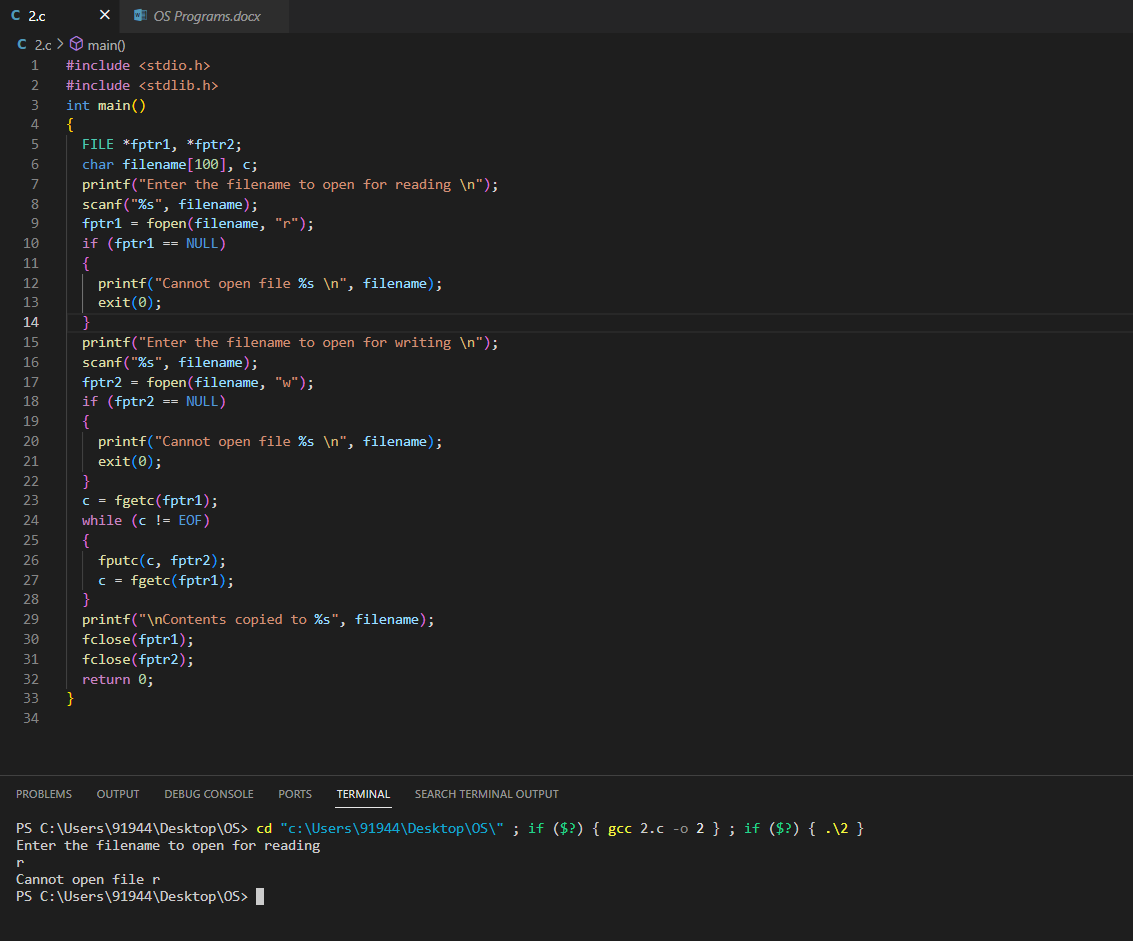 C 2.c × OS Programs.docx
C 2.c > main()
1 #include <stdio.h>
2 #include <stdlib.h>
3 int main()
4 {
5 FILE *fptr1, *fptr2;
6 char filename[100], c;
7 printf("Enter the filename to open for reading \n");
8 scanf("%s", filename);
9 fptr1 = fopen(filename, "r");
10 if (fptr1 == NULL)
11 {
12 printf("Cannot open file %s \n", filename);
13 exit(0);
14 }
15 printf("Enter the filename to open for writing \n");
16 scanf("%s", filename);
17 fptr2 = fopen(filename, "w");
18 if (fptr2 == NULL)
19 {
20 printf("Cannot open file %s \n", filename);
21 exit(0);
22 }
23 c = fgetc(fptr1);
24 while (c != EOF)
25 {
26 fputc(c, fptr2);
27 c = fgetc(fptr1);
28 }
29 printf("\nContents copied to %s", filename);
30 fclose(fptr1);
31 fclose(fptr2);
32 return 0;
33 }
34
PROBLEMS OUTPUT DEBUG CONSOLE PORTS TERMINAL SEARCH TERMINAL OUTPUT
PS C:\Users\91944\Desktop\OS> cd "c:\Users\91944\Desktop\OS\" ; if ($?) { gcc 2.c -o 2 } ; if ($?) { .\2 }
Enter the filename to open for reading
r
Cannot open file r
PS C:\Users\91944\Desktop\OS>